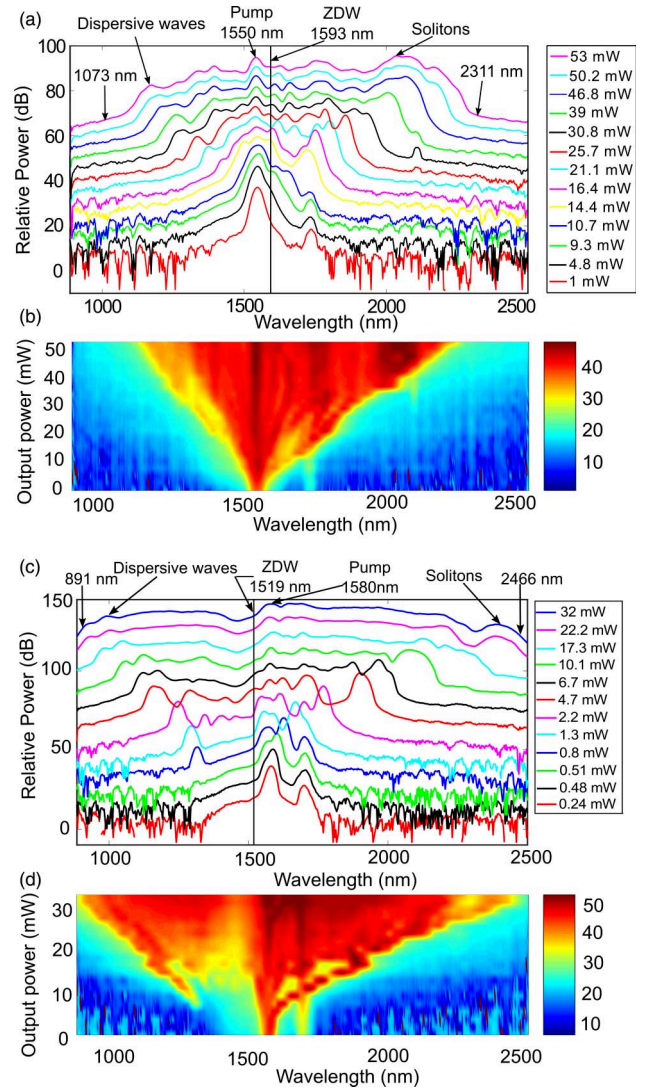 (a)
Dispersive waves
Pump
1550 nm
ZDW
1593 nm
Solitons
1073 nm
2311 nm
Relative Power (dB)
100
80
60
40
20
0
1000 1500 2000 2500
Wavelength (nm)
53 mW
50.2 mW
46.8 mW
39 mW
30.8 mW
25.7 mW
21.1 mW
16.4 mW
14.4 mW
10.7 mW
9.3 mW
4.8 mW
1 mW
(b)
Output power (mW)
50
40
30
20
10
0
1000 1500 2000 2500
Wavelength (nm)
40
30
20
10
(c)
Dispersive waves
ZDW
1519 nm
Pump
1580nm
Solitons
891 nm
2466 nm
Relative Power (dB)
150
100
50
0
1000 1500 2000 2500
Wavelength (nm)
32 mW
22.2 mW
17.3 mW
10.1 mW
6.7 mW
4.7 mW
2.2 mW
1.3 mW
0.8 mW
0.51 mW
0.48 mW
0.24 mW
(d)
Output power (mW)
30
20
10
0
1000 1500 2000 2500
Wavelength (nm)
50
40
30
20
10